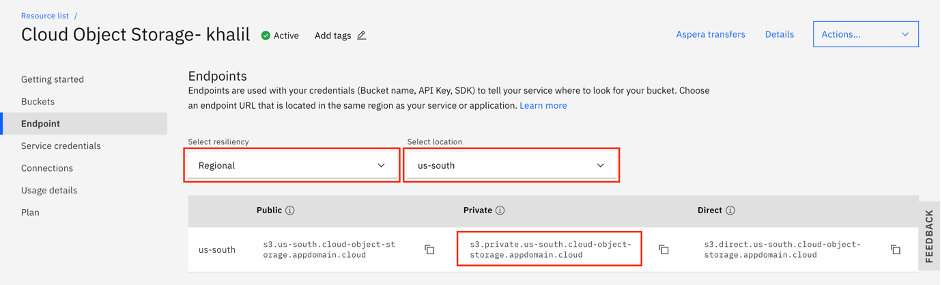 Resource list /
Cloud Object Storage- khalil Active Add tags Aspera transfers Details Actions...
Getting started
Buckets
Endpoint
Service credentials
Connections
Usage details
Plan
Endpoints
Endpoints are used with your credentials (Bucket name, API Key, SDK) to tell your service where to look for your bucket. Choose
an endpoint URL that is located in the same region as your service or application. Learn more
Select resiliency Select location
Regional us-south
Public Private Direct
us-south
s3.us-south.cloud-object-st
orage.appdomain.cloud
s3.private.us-south.cloud-object-
storage.appdomain.cloud
s3.direct.us-south.cloud-object-
storage.appdomain.cloud
FEEDBACK